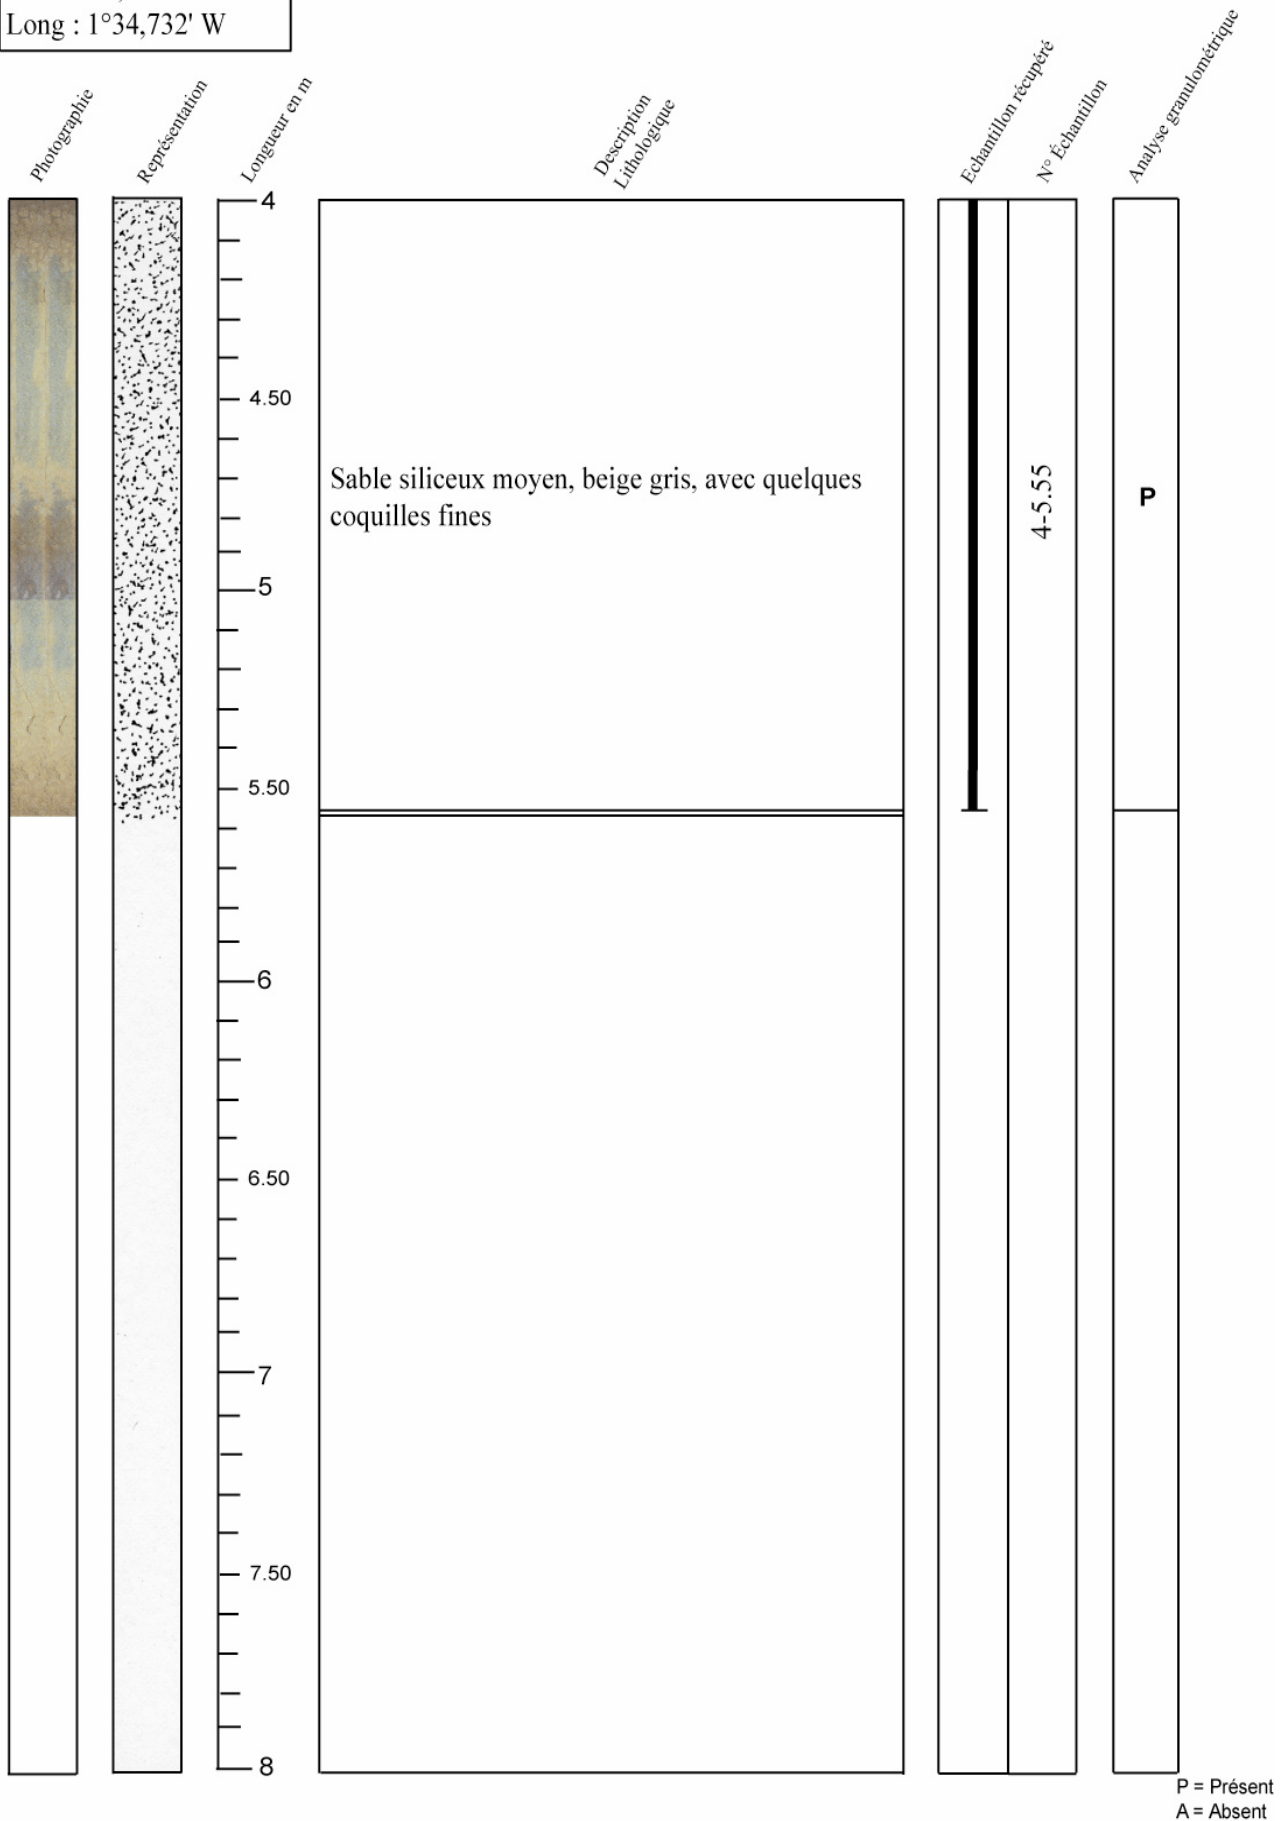 Long : 1°34,732' W
Photographie
Représentation
Longueur en m
Description
Lithologique
Echantillon récupéré
N° Échantillon
Analyse granulométrique
4
4.50
Sable siliceux moyen, beige gris, avec quelques
coquilles fines
4-5.55
P
5
5.50
6
6.50
7
7.50
8
P = Présent
A = Absent